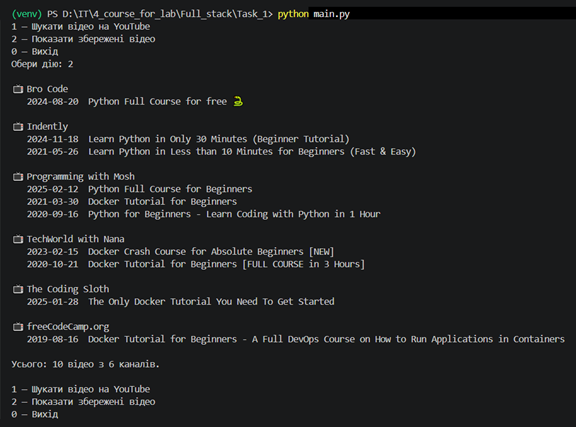 (venv) PS D:\IT\4_course_for_lab\Full_stack\Task_1> python main.py
1 – Шукати відео на YouTube
2 – Показати збережені відео
0 – Вихід
Обери дію: 2
📺 Bro Code
2024-08-20 Python Full Course for free 🐍
📺 Indently
2024-11-18 Learn Python in Only 30 Minutes (Beginner Tutorial)
2021-05-26 Learn Python in Less than 10 Minutes for Beginners (Fast & Easy)
📺 Programming with Mosh
2025-02-12 Python Full Course for Beginners
2021-03-30 Docker Tutorial for Beginners
2020-09-16 Python for Beginners - Learn Coding with Python in 1 Hour
📺 TechWorld with Nana
2023-02-15 Docker Crash Course for Absolute Beginners [NEW]
2020-10-21 Docker Tutorial for Beginners [FULL COURSE in 3 Hours]
📺 The Coding Sloth
2025-01-28 The Only Docker Tutorial You Need To Get Started
📺 freeCodeCamp.org
2019-08-16 Docker Tutorial for Beginners - A Full DevOps Course on How to Run Applications in Containers
Усього: 10 відео з 6 каналів.
1 – Шукати відео на YouTube
2 – Показати збережені відео
0 – Вихід